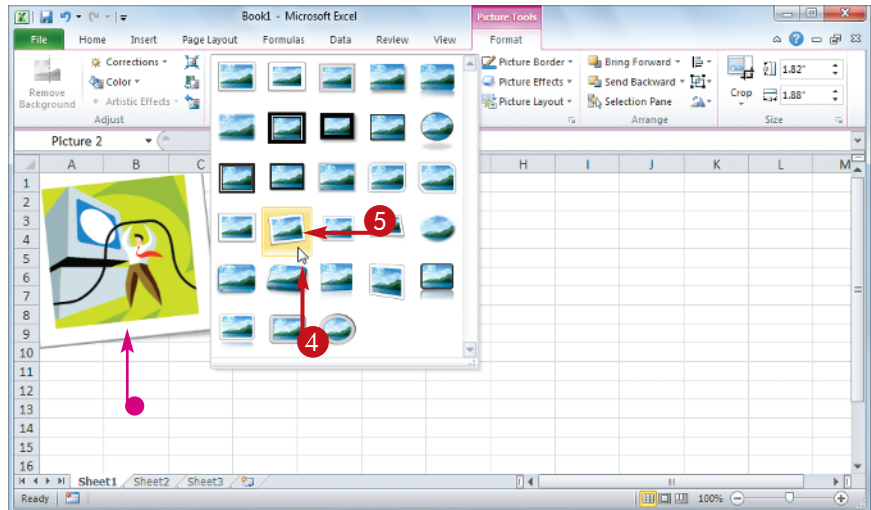 Book1 - Microsoft Excel
Picture Tools
File Home Insert Page Layout Formulas Data Review View Format
Remove Background
Corrections
Color
Artistic Effects
Adjust
Picture Border
Picture Effects
Picture Layout
Bring Forward
Send Backward
Selection Pane
Arrange
Crop
1.82"
1.88"
Size
Picture 2
A B C H I J K L M
1
2
3
4
5
6
7
8
9
10
11
12
13
14
15
16
5
4
Sheet1 Sheet2 Sheet3
Ready 100%